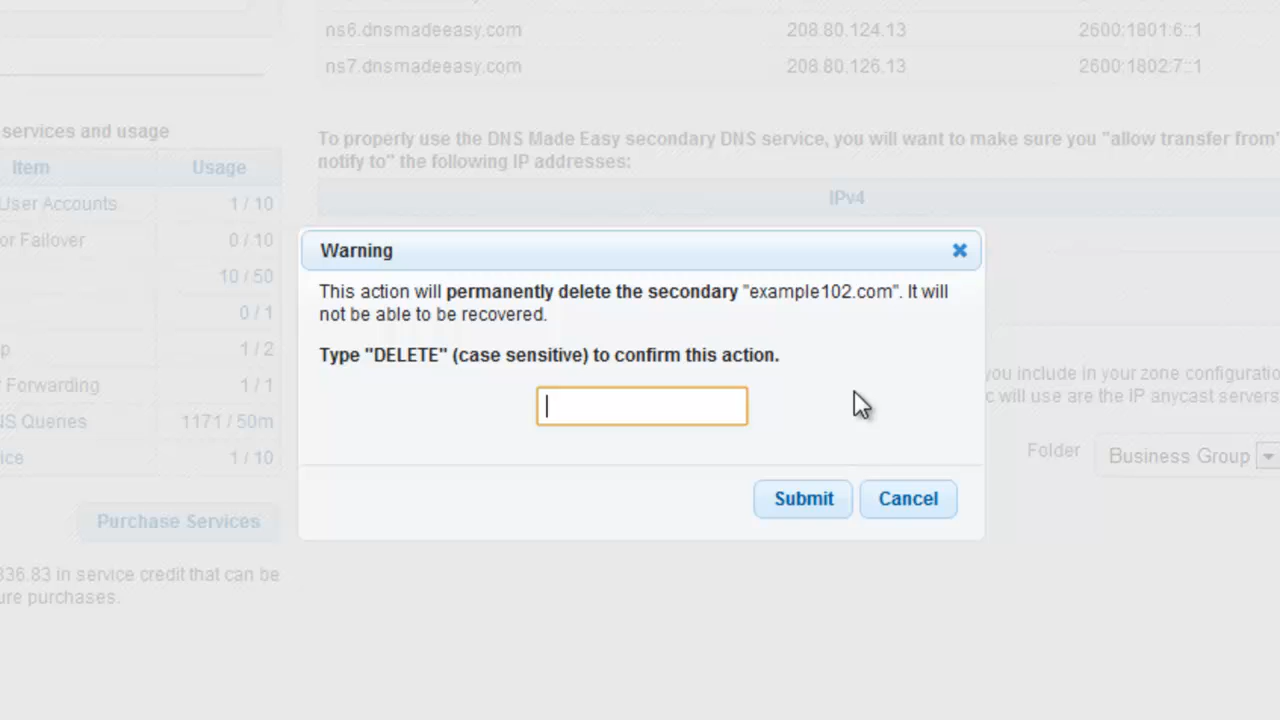 ns6.dnsmadeeasy.com 208.80.124.13 2600:1801:6::1
ns7.dnsmadeeasy.com 208.80.126.13 2600:1802:7::1
services and usage
To properly use the DNS Made Easy secondary DNS service, you will want to make sure you "allow transfer from"
notify to" the following IP addresses:
Item Usage
IPv4
User Accounts 1 / 10
or Failover 0 / 10
10 / 50
0 / 1
p 1 / 2
Forwarding 1 / 1
NS Queries 1171 / 50m
ice 1 / 10
Purchase Services
336.83 in service credit that can be
ure purchases.
Warning
This action will permanently delete the secondary "example102.com". It will
not be able to be recovered.
Type "DELETE" (case sensitive) to confirm this action.
Submit Cancel
you include in your zone configuratio
c will use are the IP anycast servers
Folder Business Group